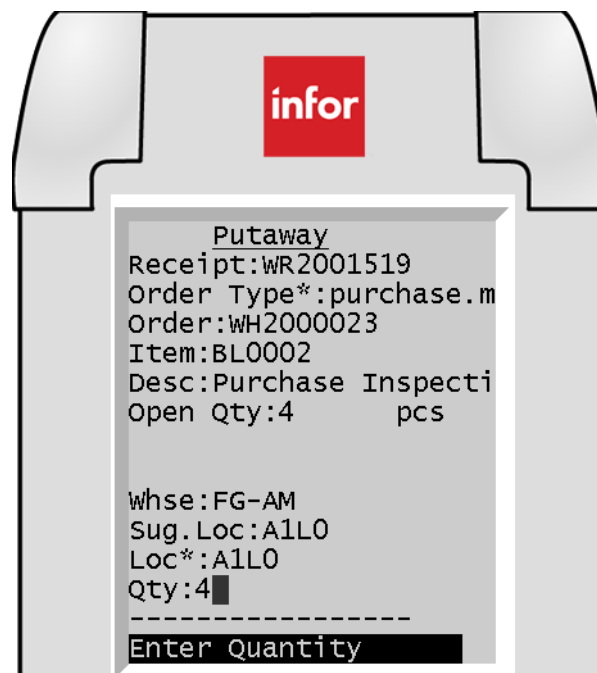 infor
Putaway
Receipt:WR2001519
Order Type*:purchase.m
Order:WH2000023
Item:BL0002
Desc:Purchase Inspecti
Open Qty:4 pcs
Whse:FG-AM
Sug.Loc:A1L0
Loc*:A1L0
Qty:4
-----------------
Enter Quantity